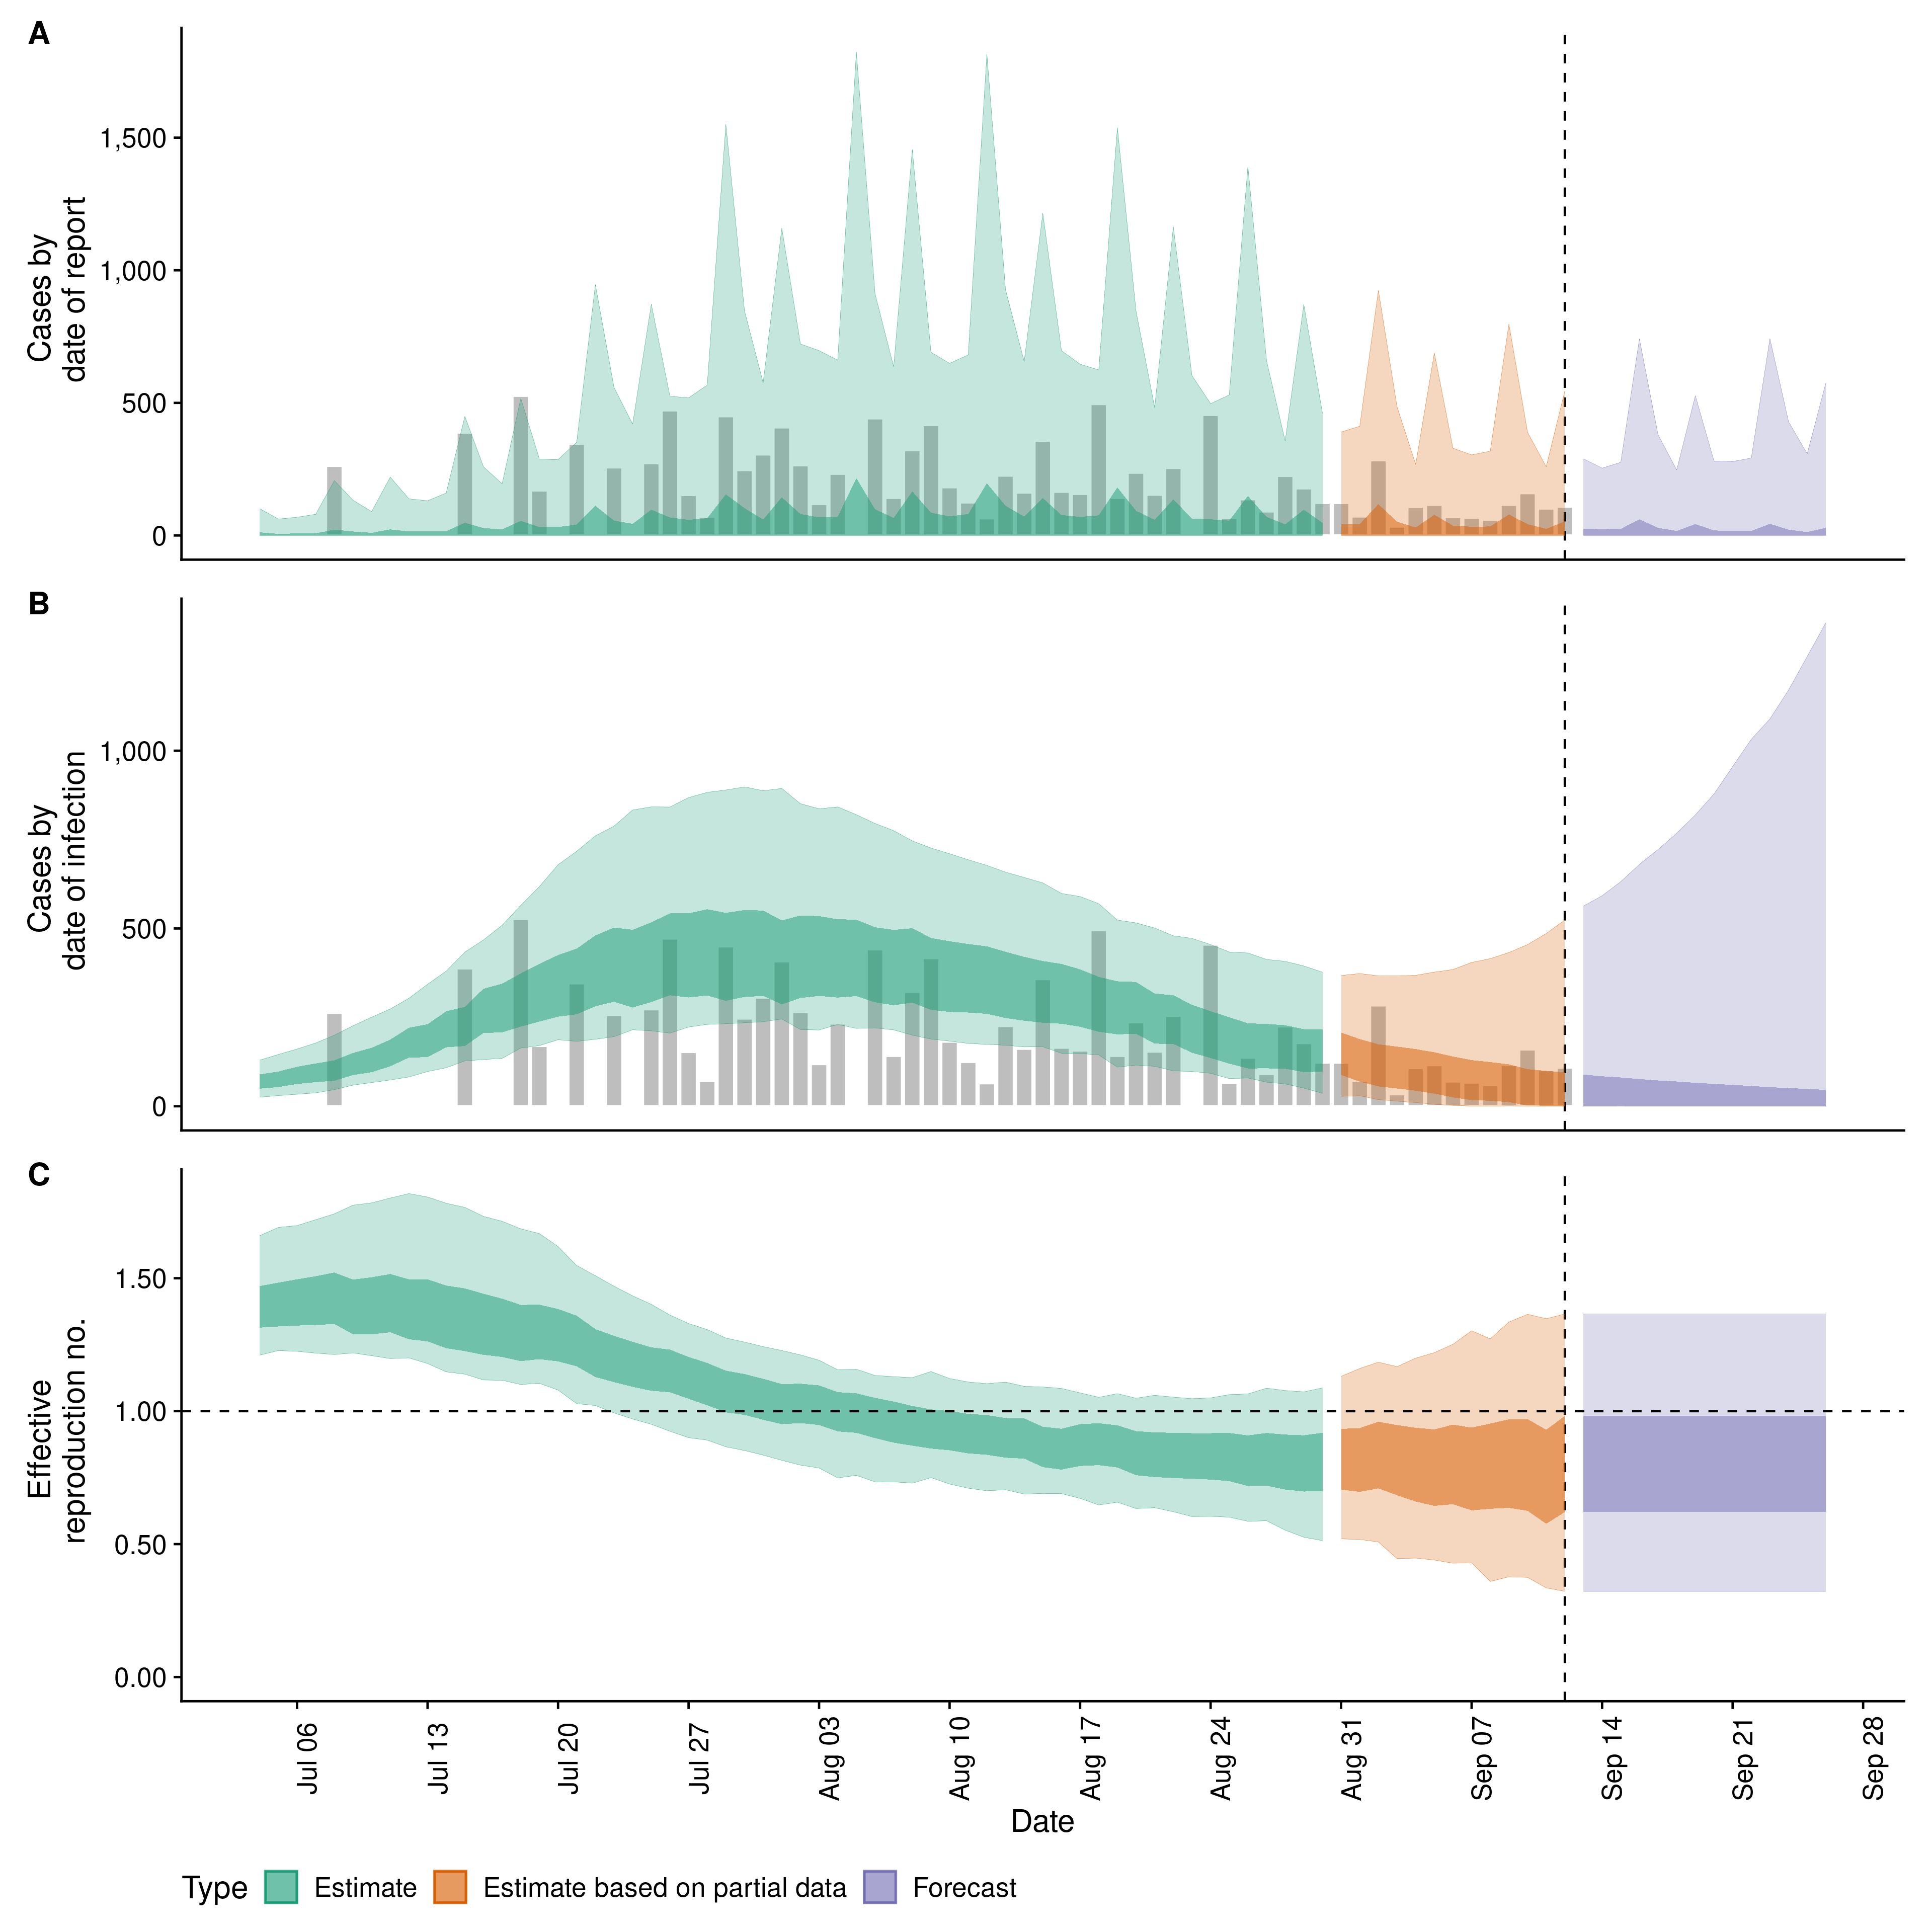 A
Cases by
date of report
1,500
1,000
500
0
B
Cases by
date of infection
1,000
500
0
C
Effective
reproduction no.
1.50
1.00
0.50
0.00
Jul 06
Jul 13
Jul 20
Jul 27
Aug 03
Aug 10
Aug 17
Aug 24
Aug 31
Sep 07
Sep 14
Sep 21
Sep 28
Date
Type
Estimate
Estimate based on partial data
Forecast